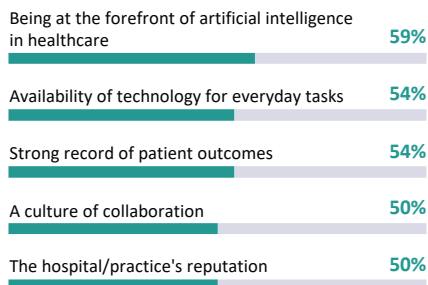 Being at the forefront of artificial intelligence
in healthcare
59%
Availability of technology for everyday tasks
54%
Strong record of patient outcomes
54%
A culture of collaboration
50%
The hospital/practice's reputation
50%